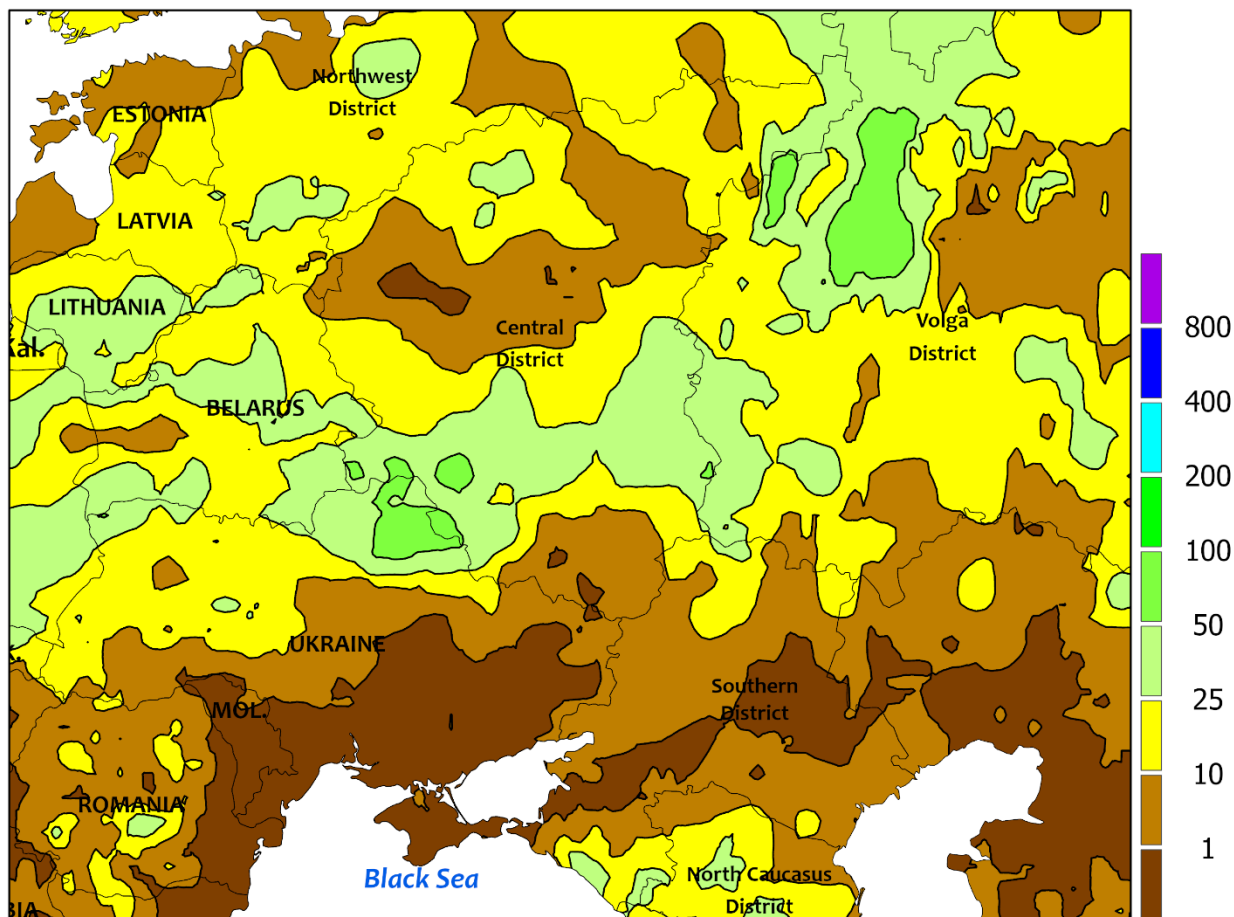 Northwest
District
ESTONIA
LATVIA
LITHUANIA
Kal.
Central
District
Volga
District
BELARUS
UKRAINE
MOL.
Southern
District
ROMANIA
Black Sea
North Caucasus
District
BIA
800
400
200
100
50
25
10
1